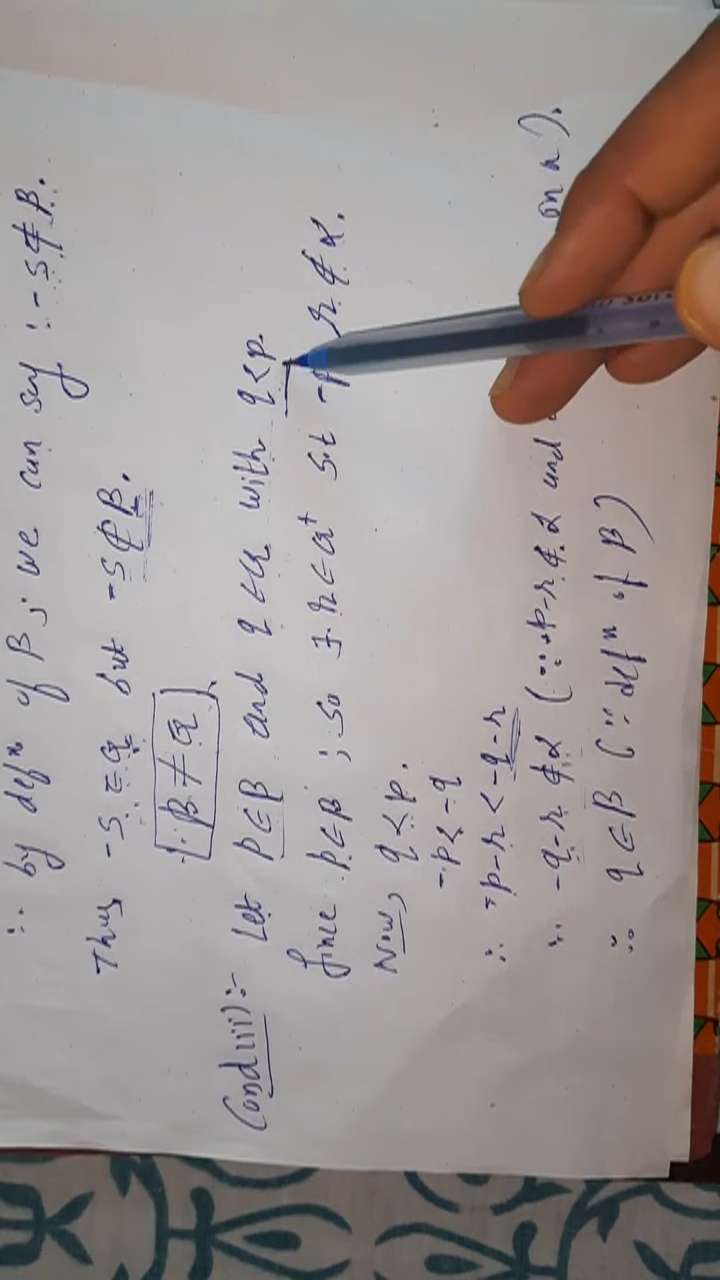 ∴ by defⁿ of β; we can say : -s∉β.
Thus -s∈Q but -s∉β.
∴ β≠Q
Cond(ii):- Let p∈β and q∈Q with q<p.
Since p∈β ; so ∃ r∈Q⁺ s.t -p r∉α.
Now, q<p.
-p<-q
∴ -p-r<-q-r
∴ -q-r∉α (∵ -p-r∉α and on α).
∴ q∈β (∵ defⁿ of β)